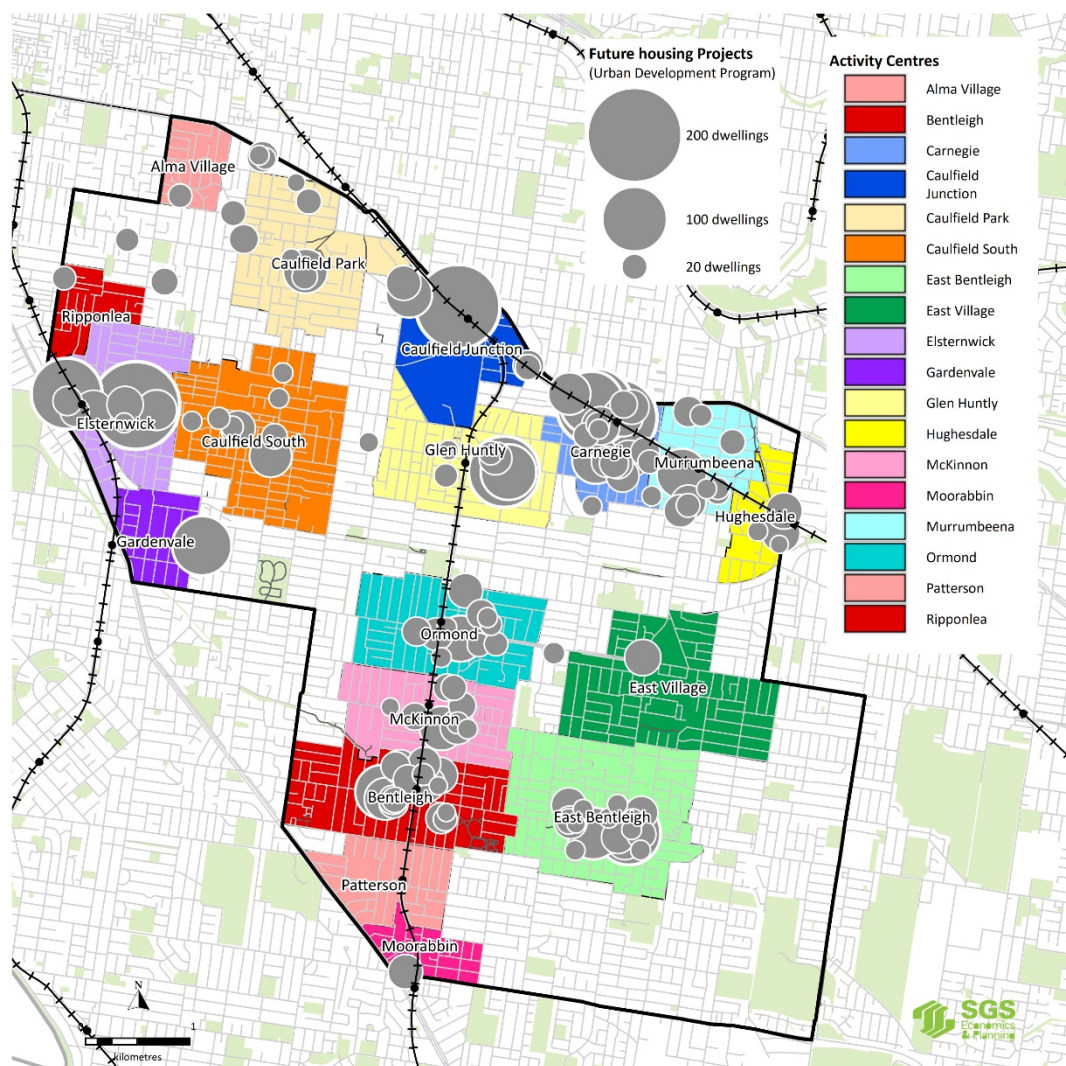 Future housing Projects
(Urban Development Program)
200 dwellings
100 dwellings
20 dwellings
Activity Centres
Alma Village
Bentleigh
Carnegie
Caulfield
Junction
Caulfield Park
Caulfield South
East Bentleigh
East Village
Elsternwick
Gardenvale
Glen Huntly
Hughesdale
McKinnon
Moorabbin
Murrumbeena
Ormond
Patterson
Ripponlea
Alma Village
Caulfield Park
Ripponlea
Caulfield Junction
Elsternwick
Caulfield South
Glen Huntly
Carnegie
Murrumbeena
Hughesdale
Gardenvale
Ormond
East Village
McKinnon
Bentleigh
East Bentleigh
Patterson
Moorabbin
N
0 1
kilometres
SGS
Economics
& Planning